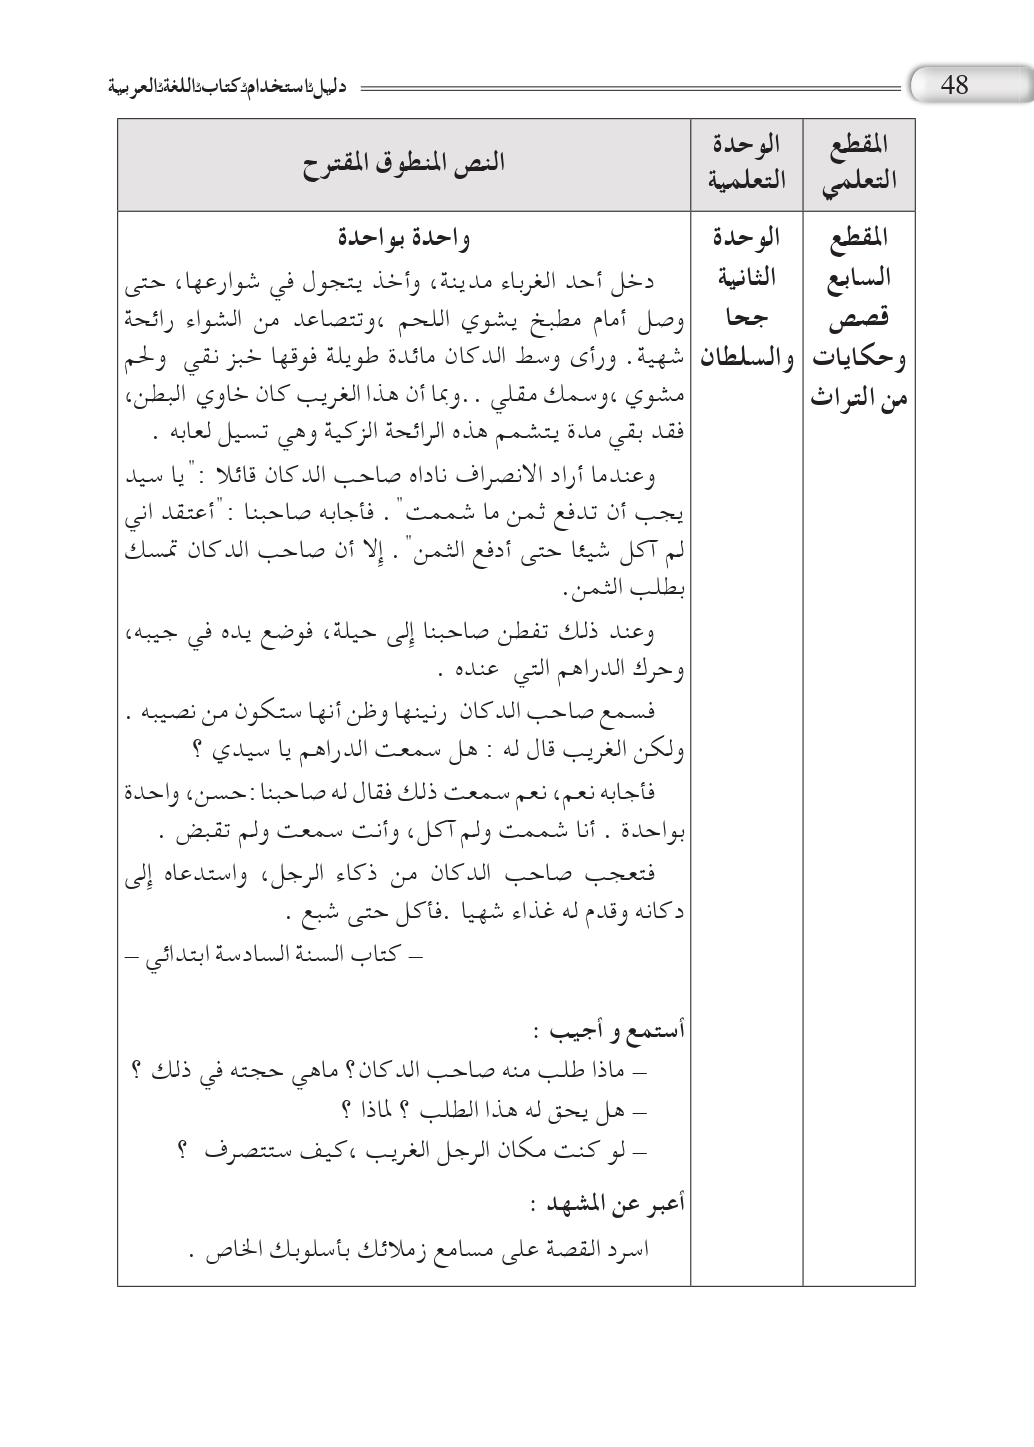 48
دليل استخدام كتاب اللغة العربية
المقطع التعلمي
الوحدة التعلمية
النص المنطوق المقترح
المقطع
السابع
قصص
وحكايات
من التراث
الوحدة
الثانية
جحا
والسلطان
واحدة بواحدة
دخل أحد الغرباء مدينة، وأخذ يتجول في شوارعها، حتى
وصل أمام مطبخ يشوي اللحم ،وتتصاعد من الشواء رائحة
شهية. ورأى وسط الدكان مائدة طويلة فوقها خبز نقي ولحم
مشوي ،وسمك مقلي ..وبما أن هذا الغريب كان خاوي البطن،
فقد بقي مدة يتشمم هذه الرائحة الزكية وهي تسيل لعابه .
وعندما أراد الانصراف ناداه صاحب الدكان قائلا :"يا سيد
يجب أن تدفع ثمن ما شممت" . فأجابه صاحبنا :"أعتقد اني
لم آكل شيئا حتى أدفع الثمن" . إلا أن صاحب الدكان تمسك
بطلب الثمن.
وعند ذلك تفطن صاحبنا إلى حيلة، فوضع يده في جيبه،
وحرك الدراهم التي عنده .
فسمع صاحب الدكان رنينها وظن أنها ستكون من نصيبه .
ولكن الغريب قال له : هل سمعت الدراهم يا سيدي ؟
فأجابه نعم، نعم سمعت ذلك فقال له صاحبنا:حسن، واحدة
بواحدة . أنا شممت ولم آكل، وأنت سمعت ولم تقبض .
فتعجب صاحب الدكان من ذكاء الرجل، واستدعاه إلى
دكانه وقدم له غذاء شهيا .فأكل حتى شبع .
– كتاب السنة السادسة ابتدائي –
أستمع و أجيب :
– ماذا طلب منه صاحب الدكان؟ ماهي حجته في ذلك ؟
– هل يحق له هذا الطلب ؟ لماذا ؟
– لو كنت مكان الرجل الغريب ،كيف ستتصرف ؟
أعبر عن المشهد :
اسرد القصة على مسامع زملائك بأسلوبك الخاص .